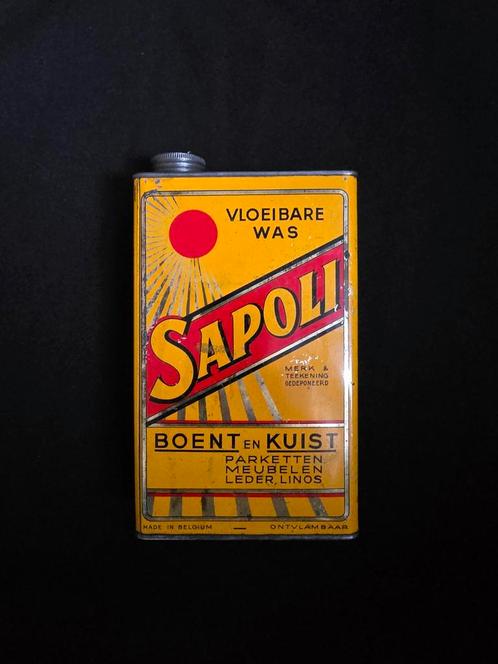 VLOEIBARE
WAS
SAPOLI
MERK &
TEEKENING
GEDEPONEERD
BOENT EN KUIST
PARKETTEN
MEUBELEN
LEDER, LINOS
MADE IN BELGIUM — ONTVLAMBAAR